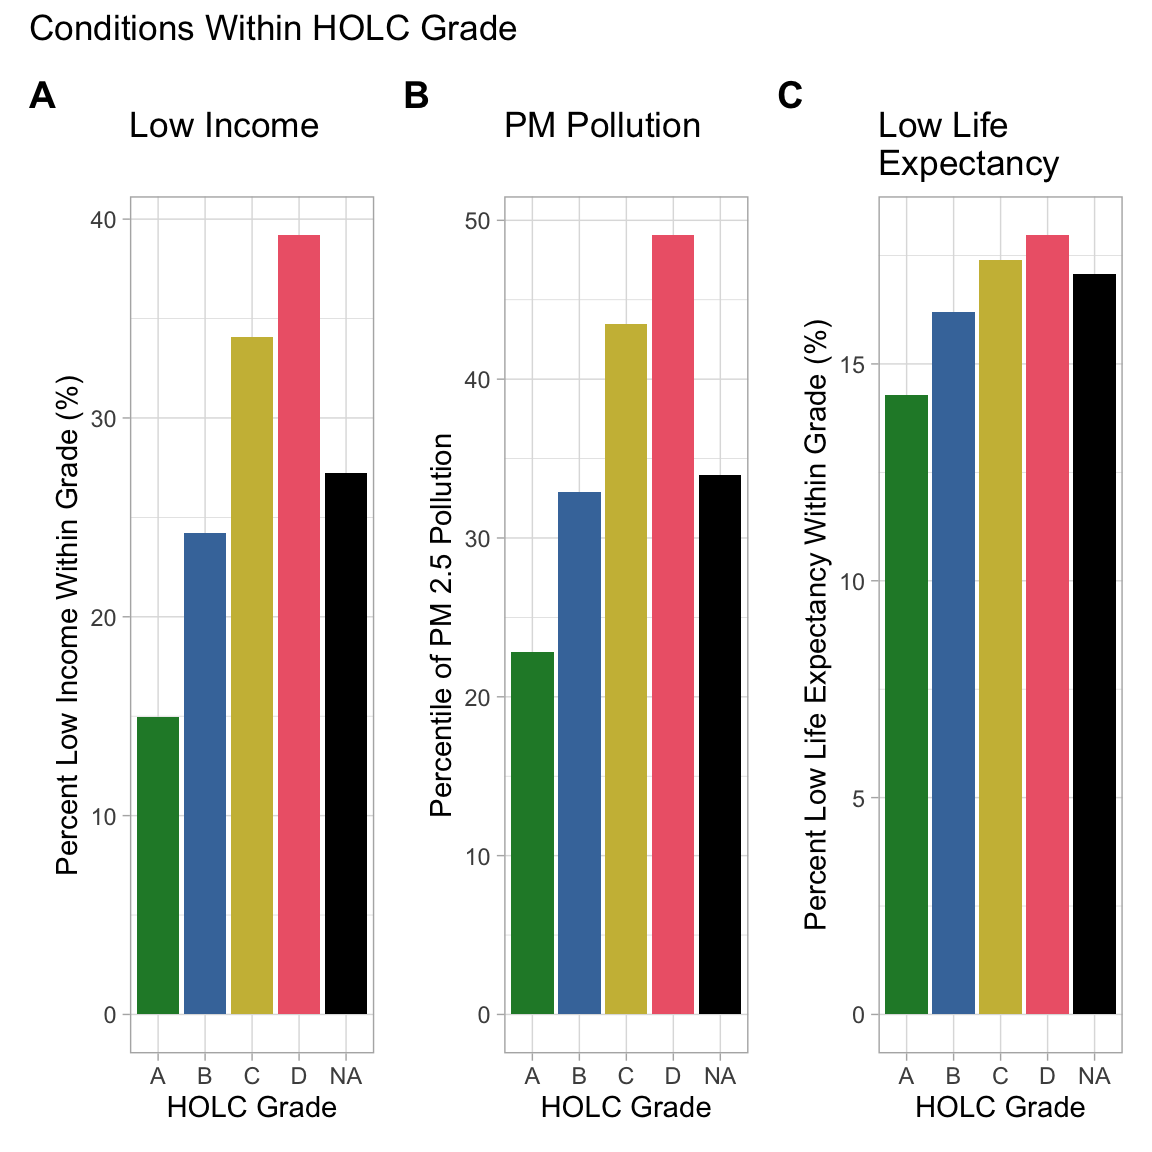 Conditions Within HOLC Grade
A
Low Income
Percent Low Income Within Grade (%)
40
30
20
10
0
A B C D NA
HOLC Grade
B
PM Pollution
Percentile of PM 2.5 Pollution
50
40
30
20
10
0
A B C D NA
HOLC Grade
C
Low Life
Expectancy
Percent Low Life Expectancy Within Grade (%)
15
10
5
0
A B C D NA
HOLC Grade